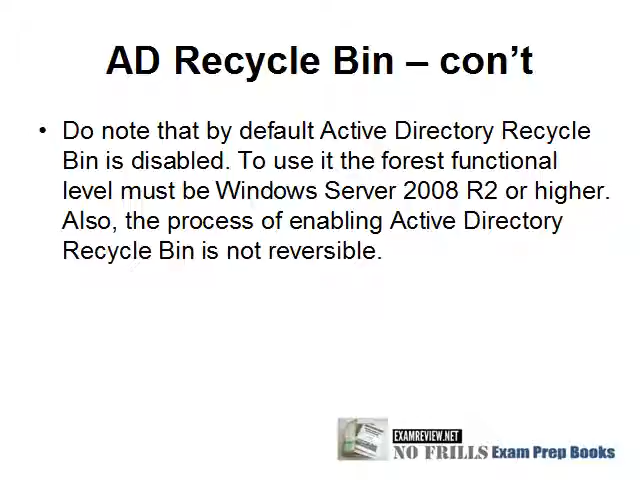 AD Recycle Bin – con’t
• Do note that by default Active Directory Recycle
Bin is disabled. To use it the forest functional
level must be Windows Server 2008 R2 or higher.
Also, the process of enabling Active Directory
Recycle Bin is not reversible.
EXAMREVIEW.NET
NO FRILLS Exam Prep Books